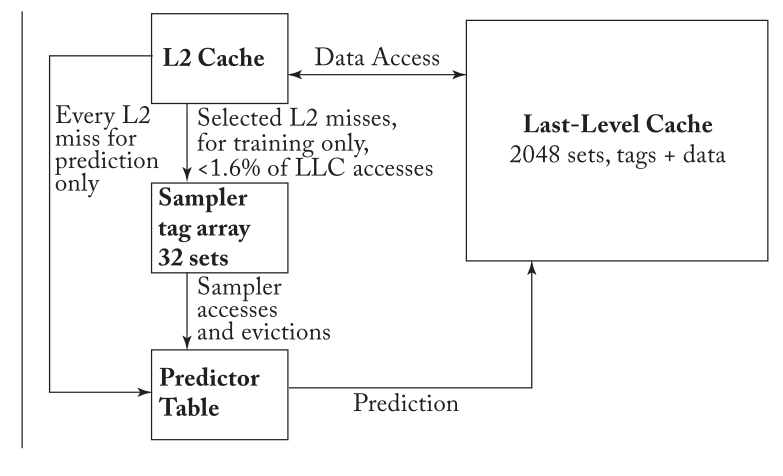 L2 Cache
Data Access
Every L2
miss for
prediction
only
Selected L2 misses,
for training only,
<1.6% of LLC accesses
Last-Level Cache
2048 sets, tags + data
Sampler
tag array
32 sets
Sampler
accesses
and evictions
Predictor
Table
Prediction